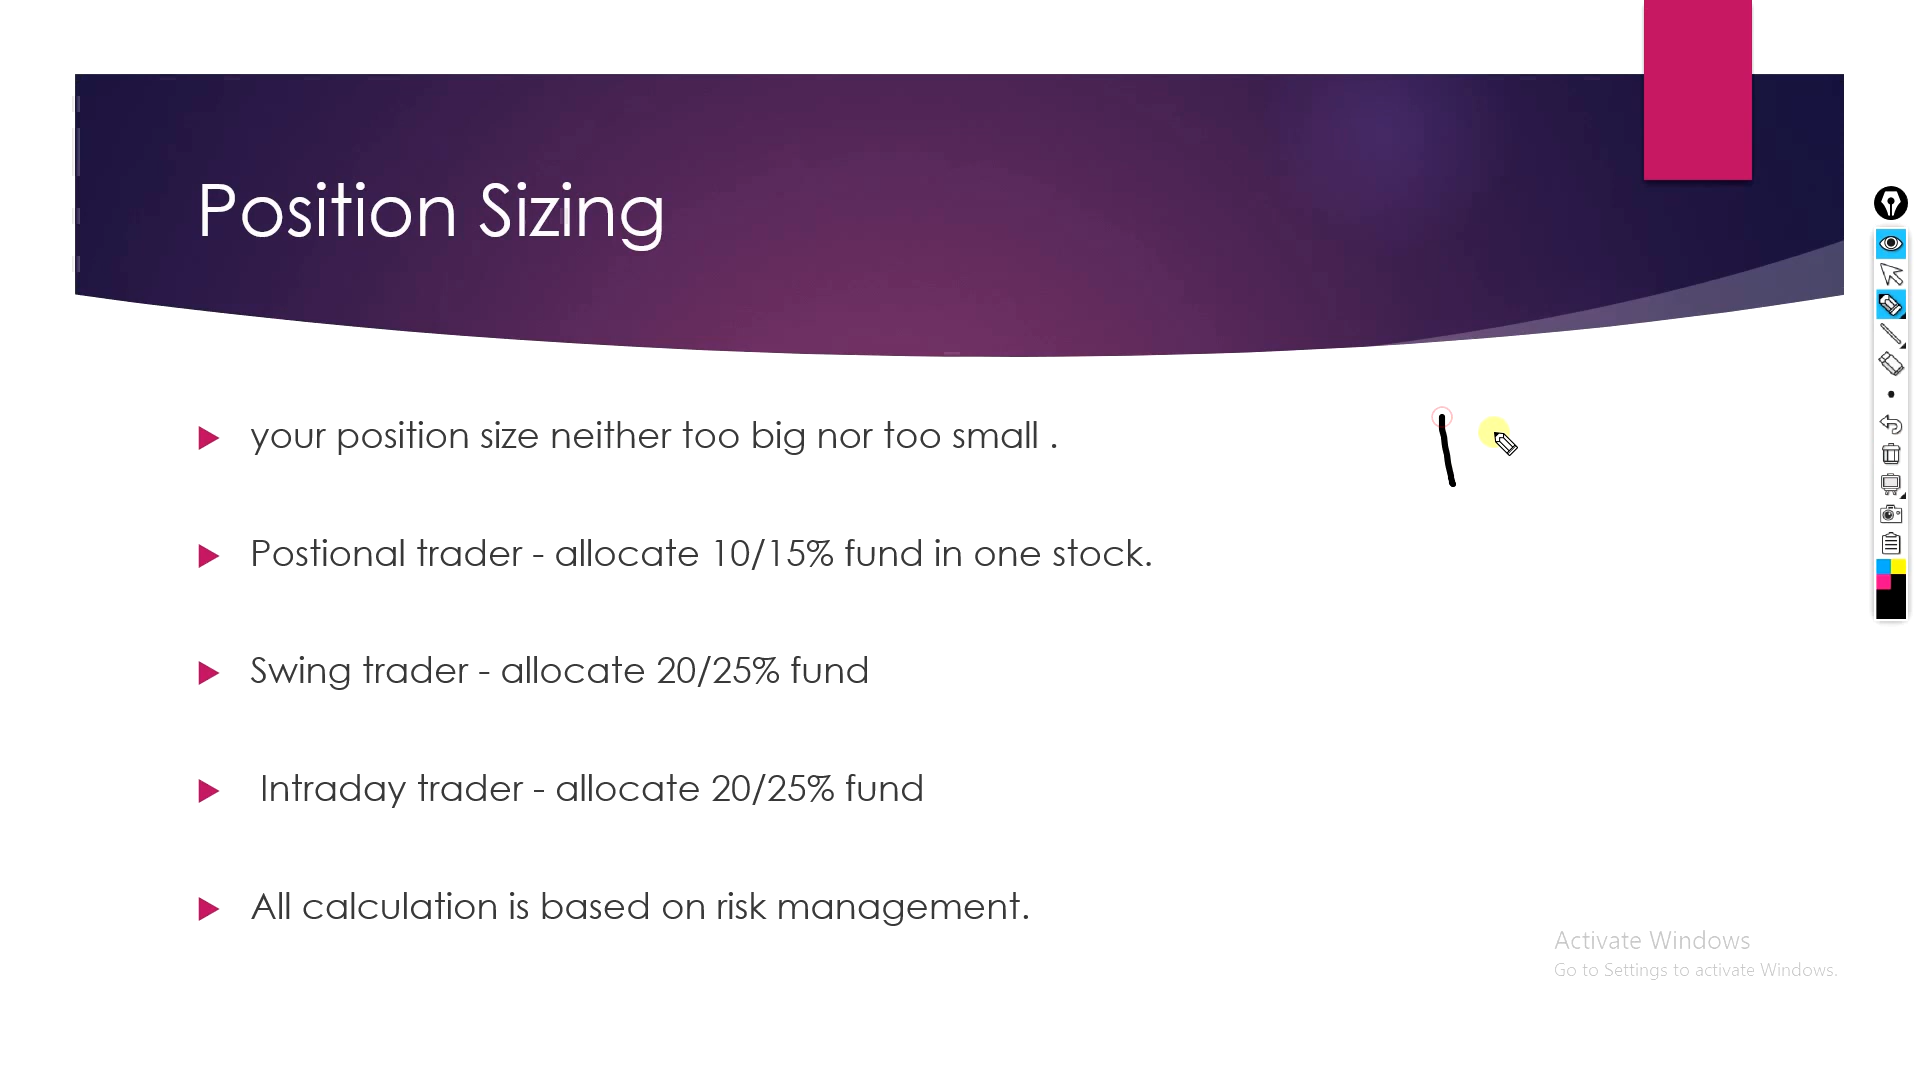 Position Sizing
your position size neither too big nor too small .
Postional trader - allocate 10/15% fund in one stock.
Swing trader - allocate 20/25% fund
Intraday trader - allocate 20/25% fund
All calculation is based on risk management.
Activate Windows
Go to Settings to activate Windows.